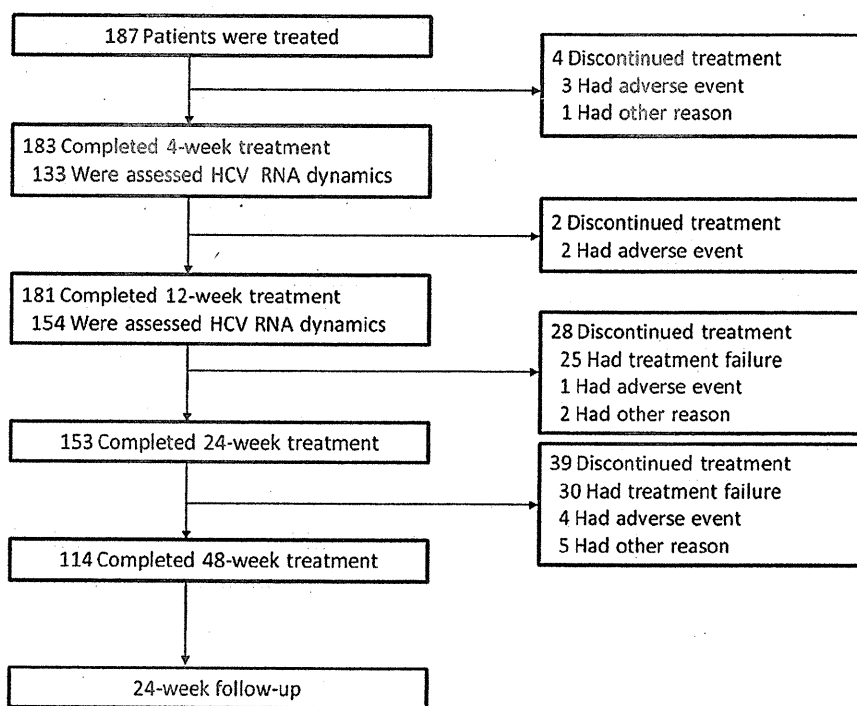 187 Patients were treated
4 Discontinued treatment
3 Had adverse event
1 Had other reason
183 Completed 4-week treatment
133 Were assessed HCV RNA dynamics
2 Discontinued treatment
2 Had adverse event
181 Completed 12-week treatment
154 Were assessed HCV RNA dynamics
28 Discontinued treatment
25 Had treatment failure
1 Had adverse event
2 Had other reason
153 Completed 24-week treatment
39 Discontinued treatment
30 Had treatment failure
4 Had adverse event
5 Had other reason
114 Completed 48-week treatment
24-week follow-up